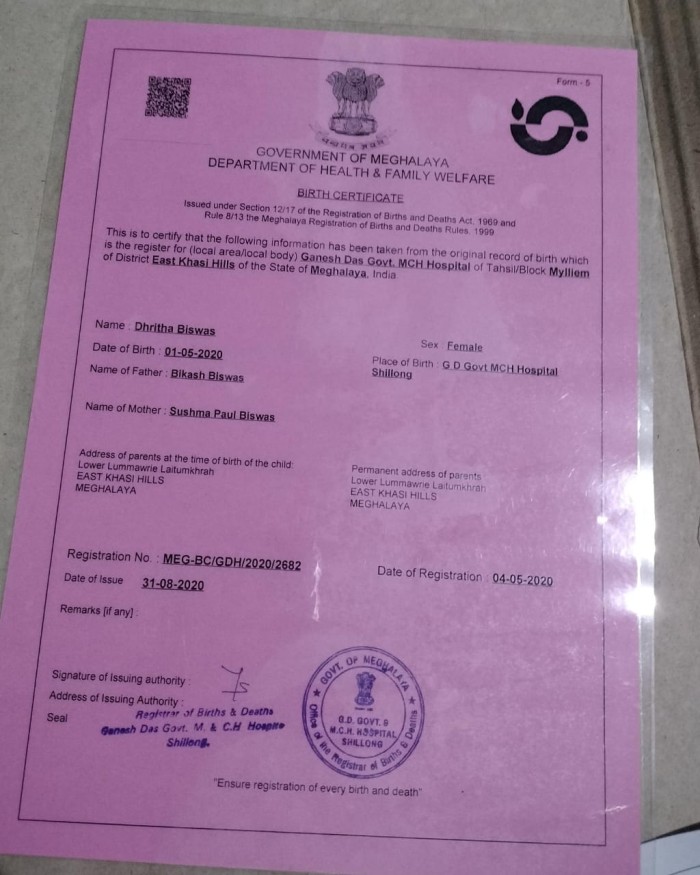 Form - 5
GOVERNMENT OF MEGHALAYA
DEPARTMENT OF HEALTH & FAMILY WELFARE
BIRTH CERTIFICATE
Issued under Section 12/17 of the Registration of Births and Deaths Act, 1969 and
Rule 8/13 the Meghalaya Registration of Births and Deaths Rules, 1999
This is to certify that the following information has been taken from the original record of birth which
is the register for (local area/local body) Ganesh Das Govt. MCH Hospital of Tahsil/Block Mylliem
of District East Khasi Hills of the State of Meghalaya, India
Name : Dhritha Biswas
Sex : Female
Date of Birth : 01-05-2020
Place of Birth : G D Govt MCH Hospital
Shillong
Name of Father : Bikash Biswas
Name of Mother : Sushma Paul Biswas
Address of parents at the time of birth of the child:
Lower Lummawrie Laitumkhrah
EAST KHASI HILLS
MEGHALAYA
Permanent address of parents
Lower Lummawrie Laitumkhrah
EAST KHASI HILLS
MEGHALAYA
Registration No. : MEG-BC/GDH/2020/2682
Date of Registration : 04-05-2020
Date of Issue 31-08-2020
Remarks [if any] :
Signature of Issuing authority :
Address of Issuing Authority :
Seal
Registrar of Births & Deaths
Ganesh Das Govt. M. & C.H Hospital
Shillong.
GOVT. OF MEGHALAYA
G.D. GOVT. &
M.C.H. HOSPITAL
SHILLONG
Office of the Registrar of Births & Deaths
"Ensure registration of every birth and death"